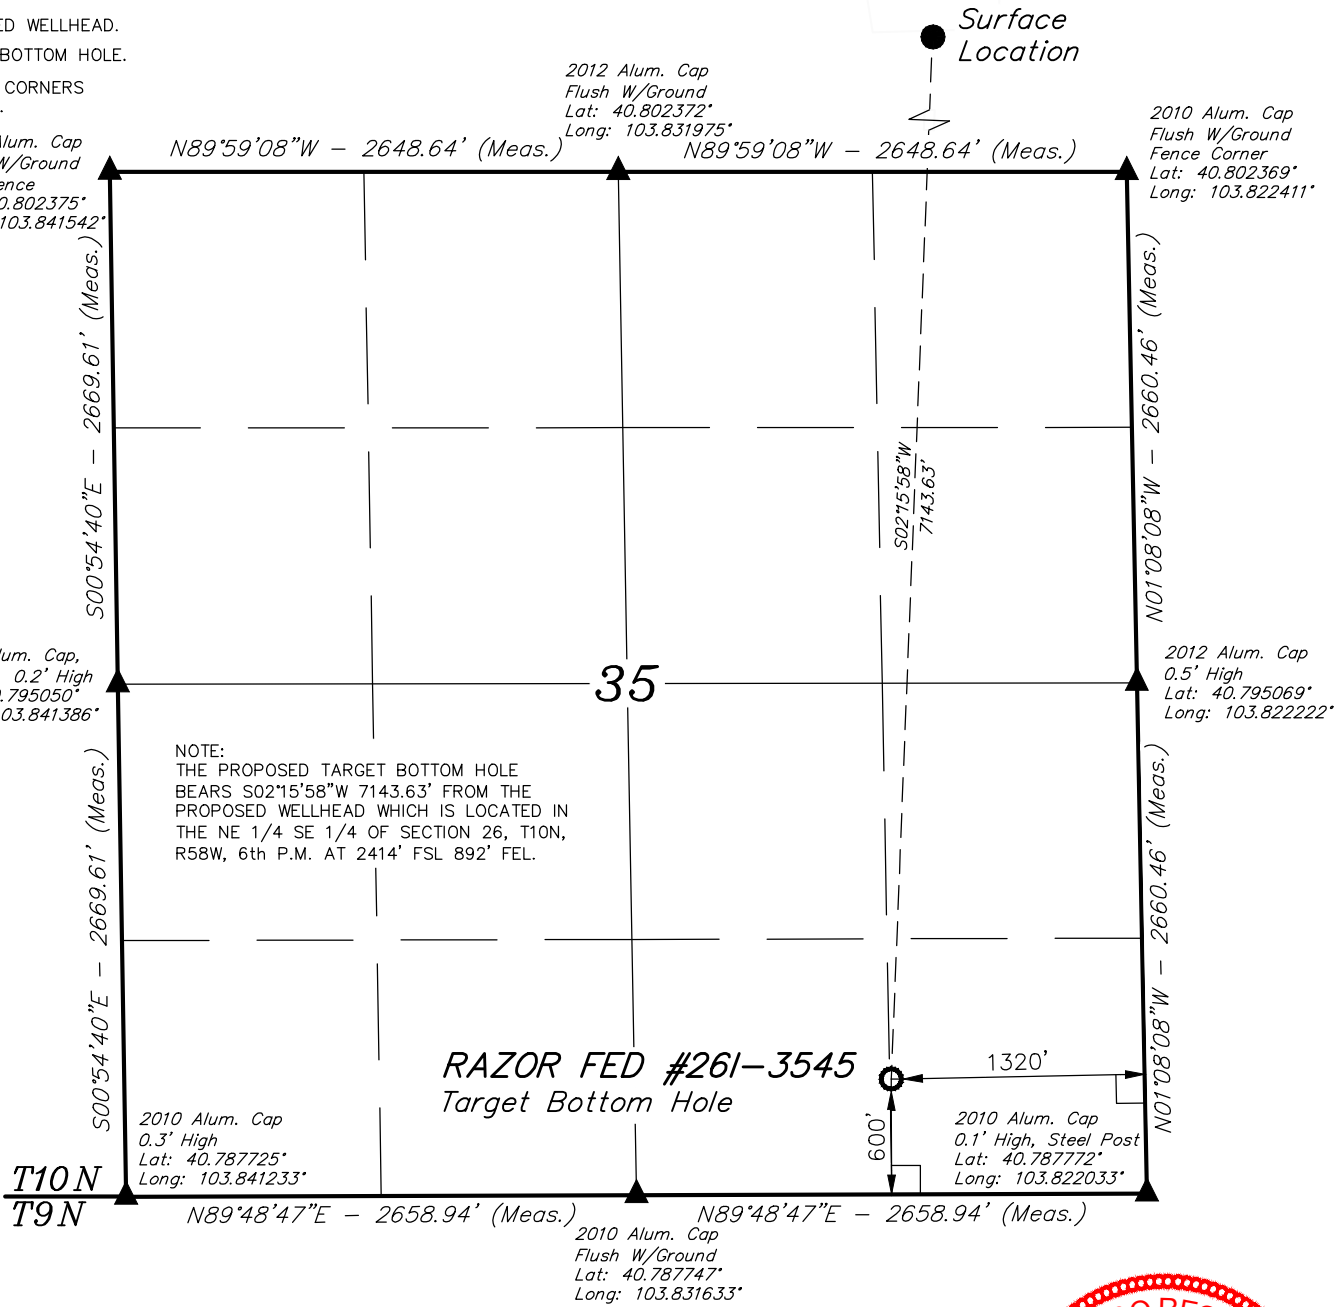 ED WELLHEAD.
BOTTOM HOLE.
CORNERS
Surface
Location
2012 Alum. Cap
Flush W/Ground
Lat: 40.802372°
Long: 103.831975°
2010 Alum. Cap
Flush W/Ground
Fence Corner
Lat: 40.802369°
Long: 103.822411°
lum. Cap
W/Ground
ence
0.802375°
103.841542°
N89°59'08"W - 2648.64' (Meas.)
N89°59'08"W - 2648.64' (Meas.)
S00°54'40"E - 2669.61' (Meas.)
N01°08'08"W - 2660.46' (Meas.)
S02°15'58"W
7143.63'
lum. Cap,
0.2' High
.795050°
03.841386°
35
2012 Alum. Cap
0.5' High
Lat: 40.795069°
Long: 103.822222°
NOTE:
THE PROPOSED TARGET BOTTOM HOLE
BEARS S02°15'58"W 7143.63' FROM THE
PROPOSED WELLHEAD WHICH IS LOCATED IN
THE NE 1/4 SE 1/4 OF SECTION 26, T10N,
R58W, 6th P.M. AT 2414' FSL 892' FEL.
S00°54'40"E - 2669.61' (Meas.)
N01°08'08"W - 2660.46' (Meas.)
RAZOR FED #26I-3545
Target Bottom Hole
1320'
600'
2010 Alum. Cap
0.3' High
Lat: 40.787725°
Long: 103.841233°
2010 Alum. Cap
0.1' High, Steel Post
Lat: 40.787772°
Long: 103.822033°
T10N
T9N
N89°48'47"E - 2658.94' (Meas.)
N89°48'47"E - 2658.94' (Meas.)
2010 Alum. Cap
Flush W/Ground
Lat: 40.787747°
Long: 103.831633°